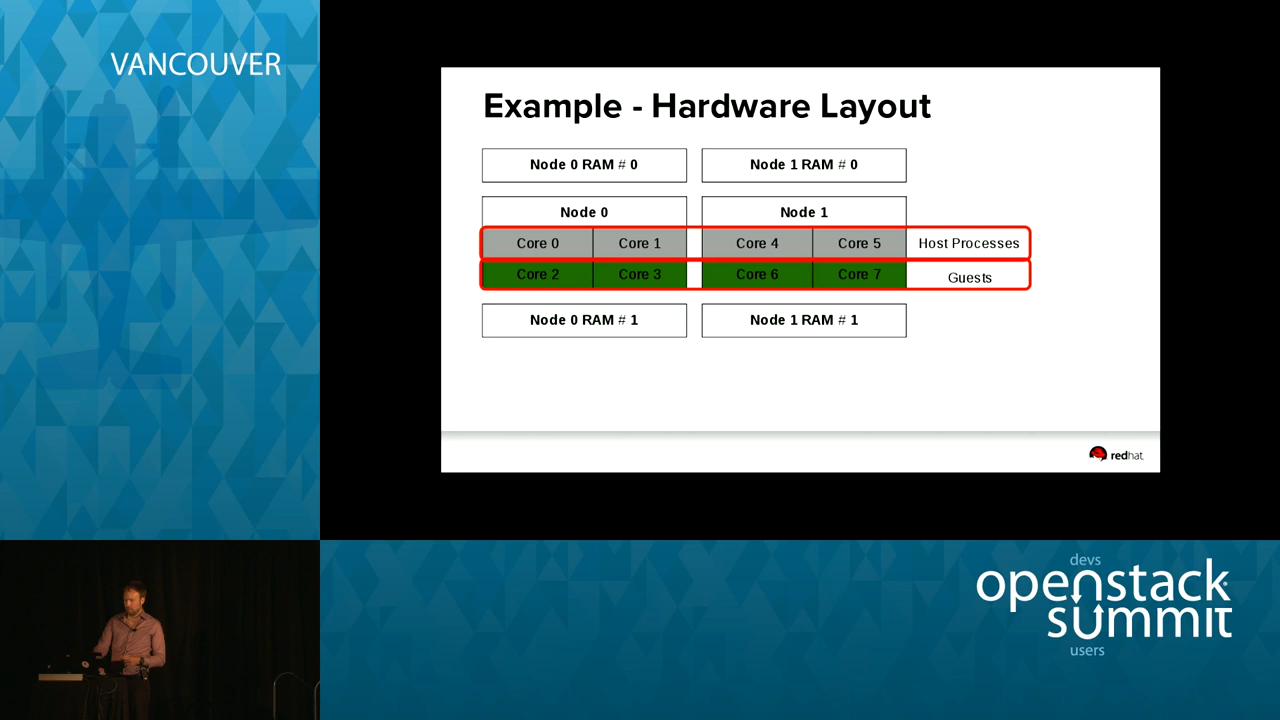 VANCOUVER
Example - Hardware Layout
Node 0 RAM # 0
Node 1 RAM # 0
Node 0
Node 1
Core 0
Core 1
Core 4
Core 5
Host Processes
Core 2
Core 3
Core 6
Core 7
Guests
Node 0 RAM # 1
Node 1 RAM # 1
redhat
devs
openstack
summit
users